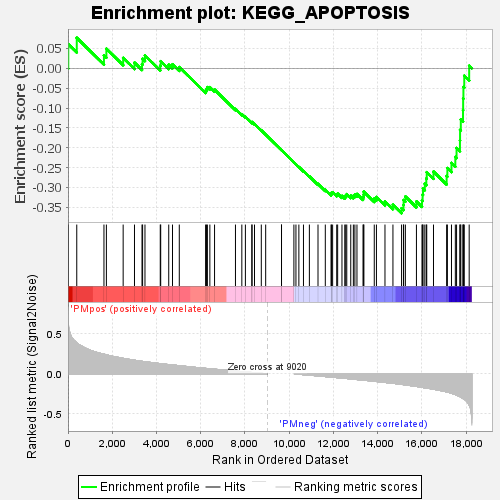 Enrichment plot: KEGG_APOPTOSIS
Enrichment score (ES)
0.05
0.00
-0.05
-0.10
-0.15
-0.20
-0.25
-0.30
-0.35
'PMpos' (positively correlated)
Ranked list metric (Signal2Noise)
0.5
0.0
-0.5
Zero cross at 9020
'PMneg' (negatively correlated)
0
2,000
4,000
6,000
8,000
10,000
12,000
14,000
16,000
18,000
Rank in Ordered Dataset
Enrichment profile
Hits
Ranking metric scores